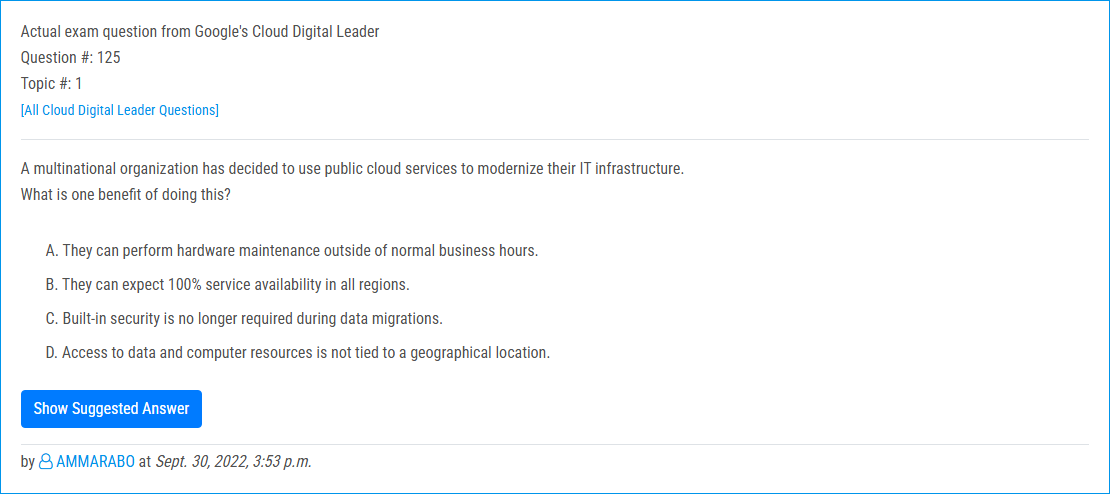 Actual exam question from Google's Cloud Digital Leader
Question #: 125
Topic #: 1
[All Cloud Digital Leader Questions]
A multinational organization has decided to use public cloud services to modernize their IT infrastructure.
What is one benefit of doing this?
A. They can perform hardware maintenance outside of normal business hours.
B. They can expect 100% service availability in all regions.
C. Built-in security is no longer required during data migrations.
D. Access to data and computer resources is not tied to a geographical location.
Show Suggested Answer
by AMMARABO at Sept. 30, 2022, 3:53 p.m.